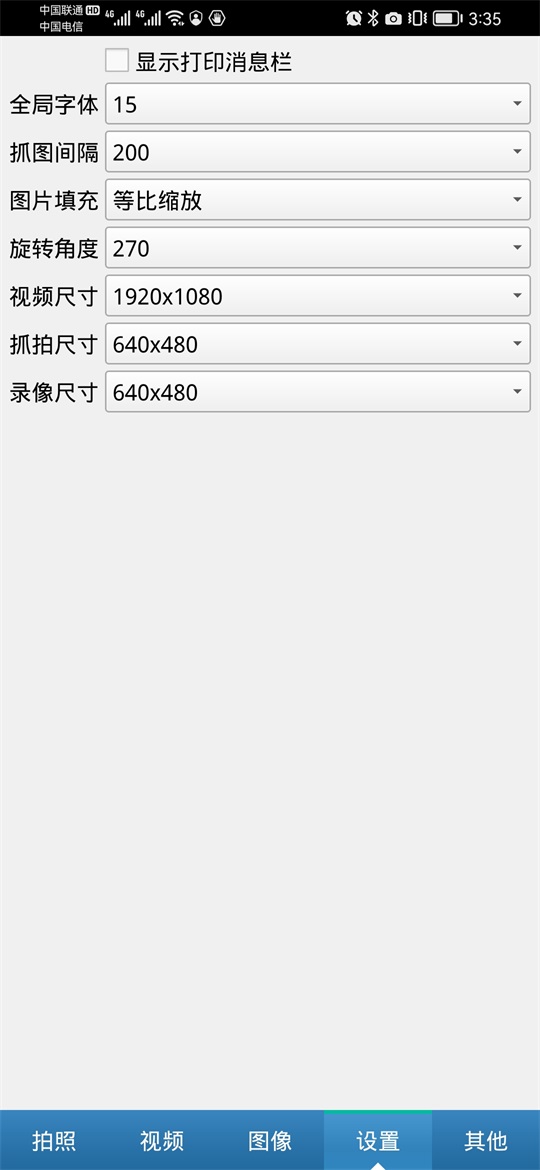 中国联通 HD 4G 4G 3:35
中国电信
显示打印消息栏
全局字体 15
抓图间隔 200
图片填充 等比缩放
旋转角度 270
视频尺寸 1920x1080
抓拍尺寸 640x480
录像尺寸 640x480
拍照 视频 图像 设置 其他